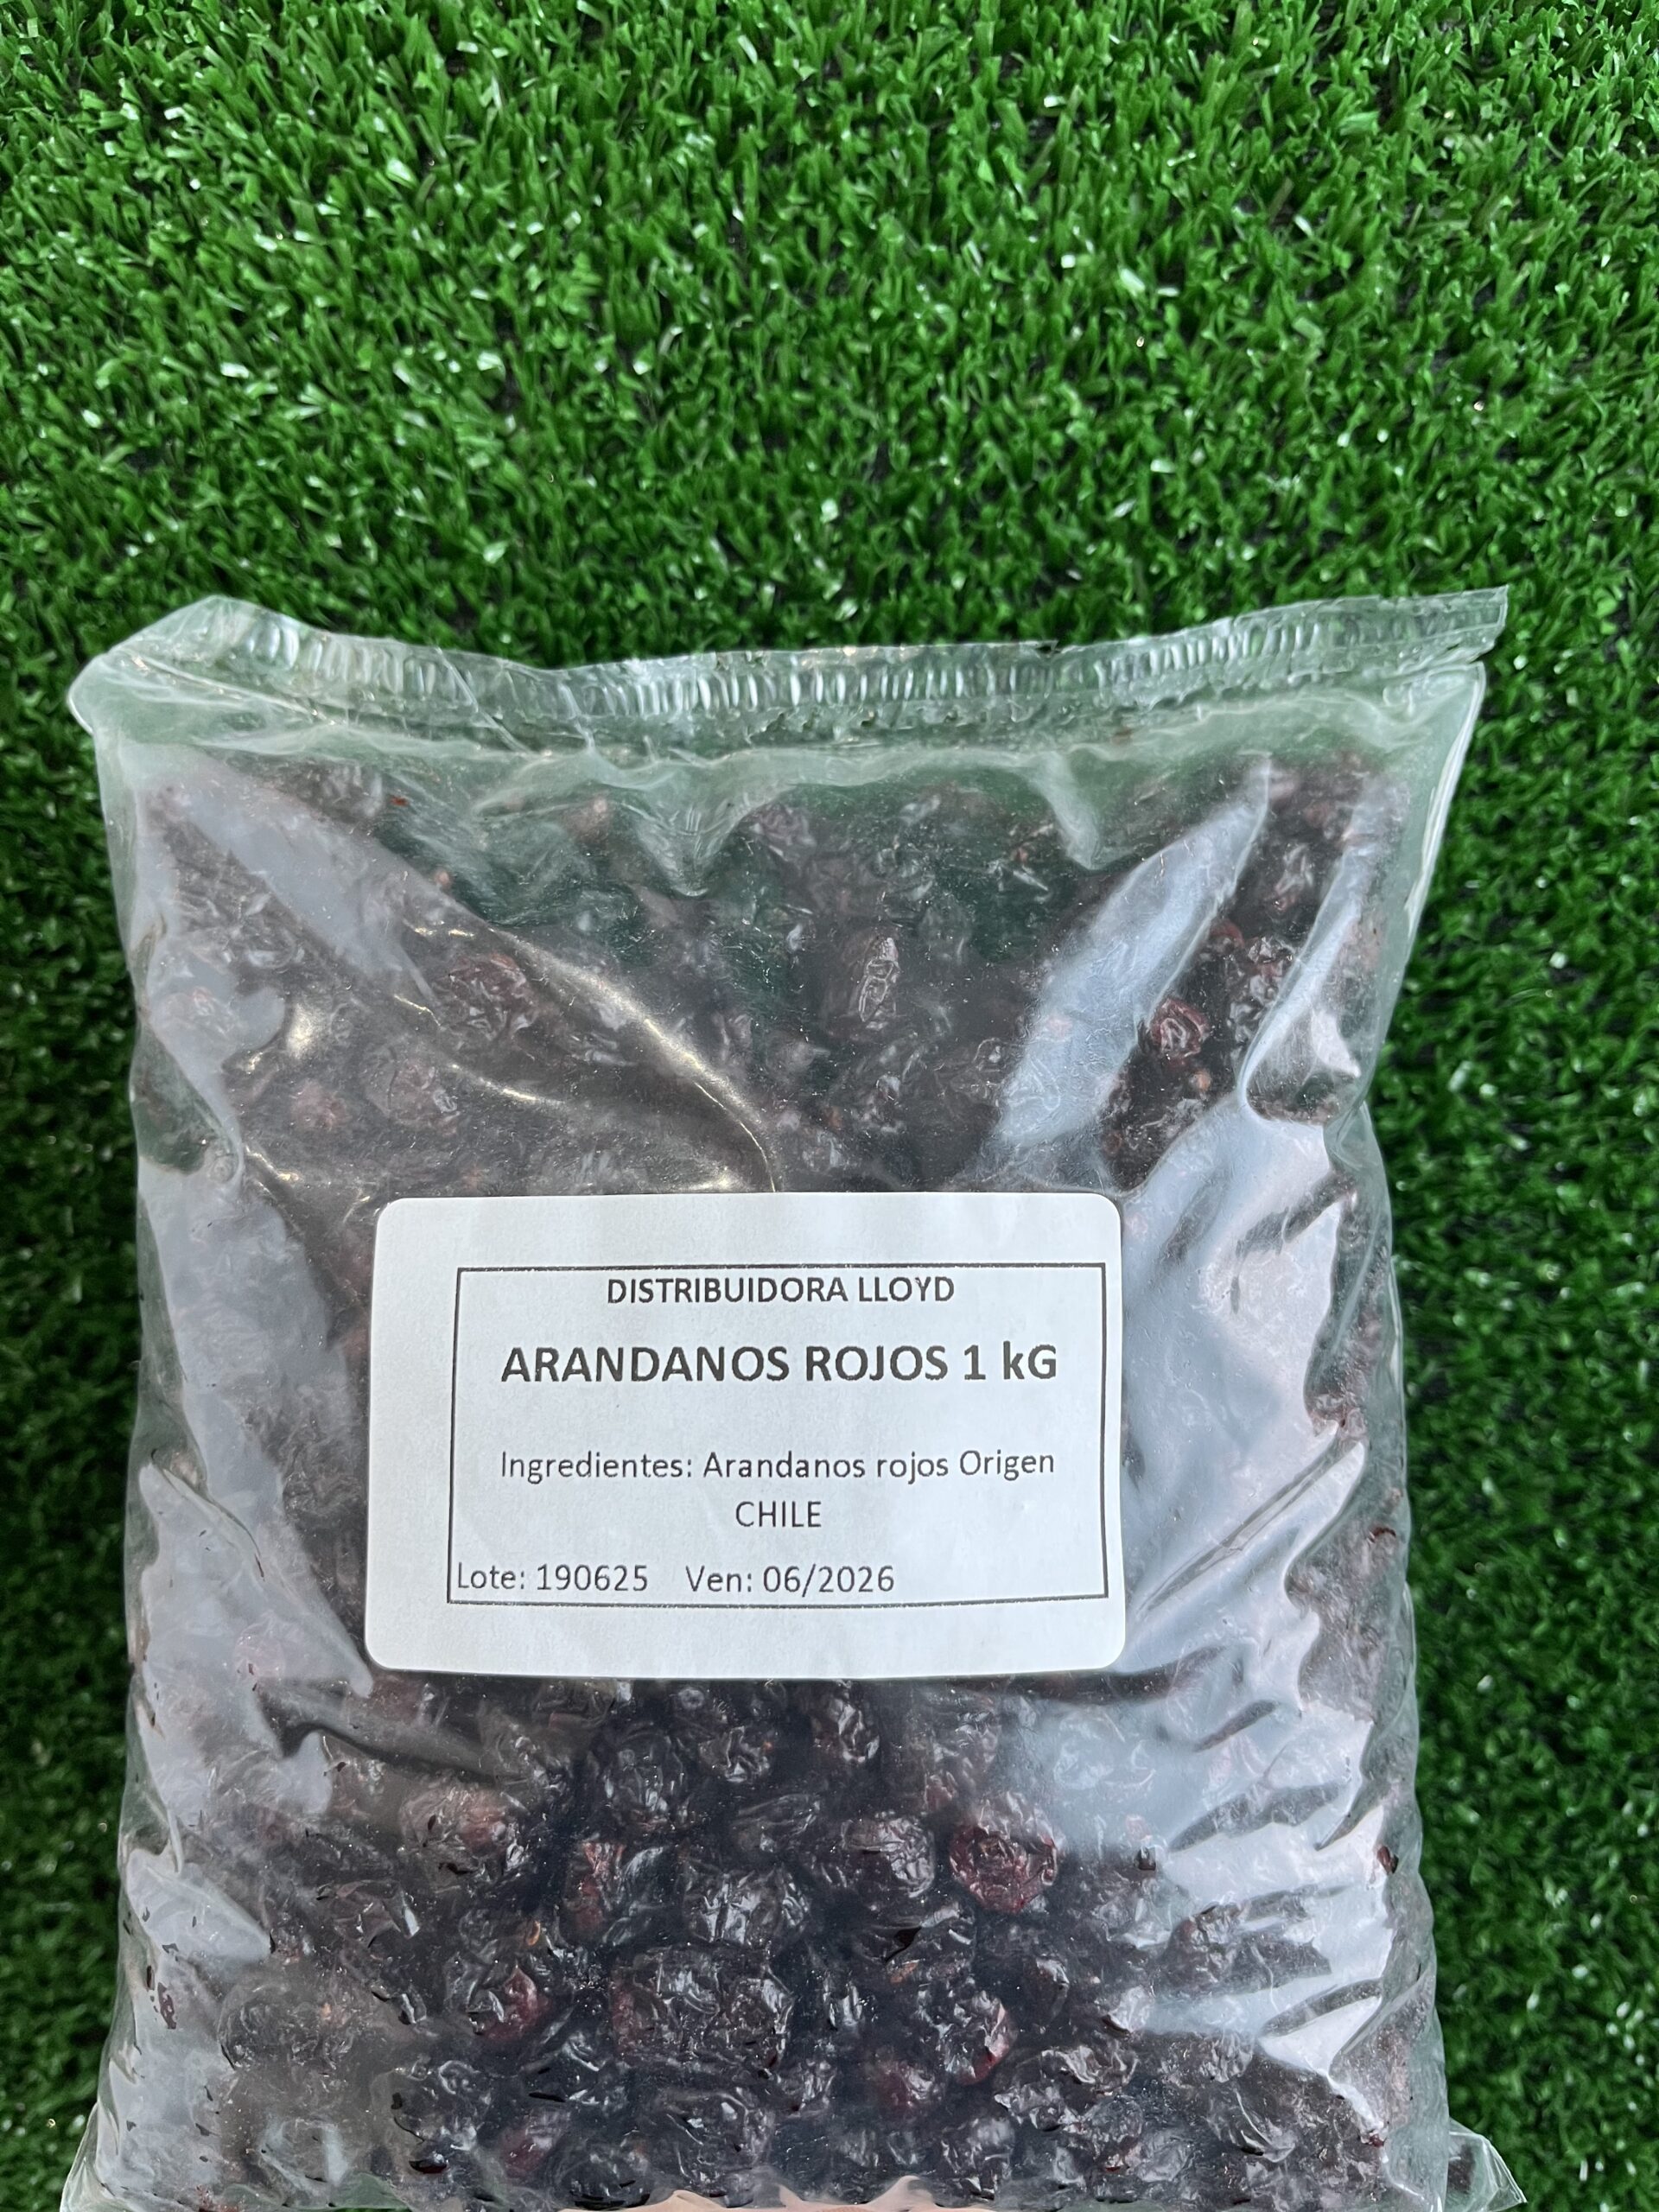 DISTRIBUIDORA LLOYD
ARANDANOS ROJOS 1 kG
Ingredientes: Arandanos rojos Origen
CHILE
Lote: 190625 Ven: 06/2026